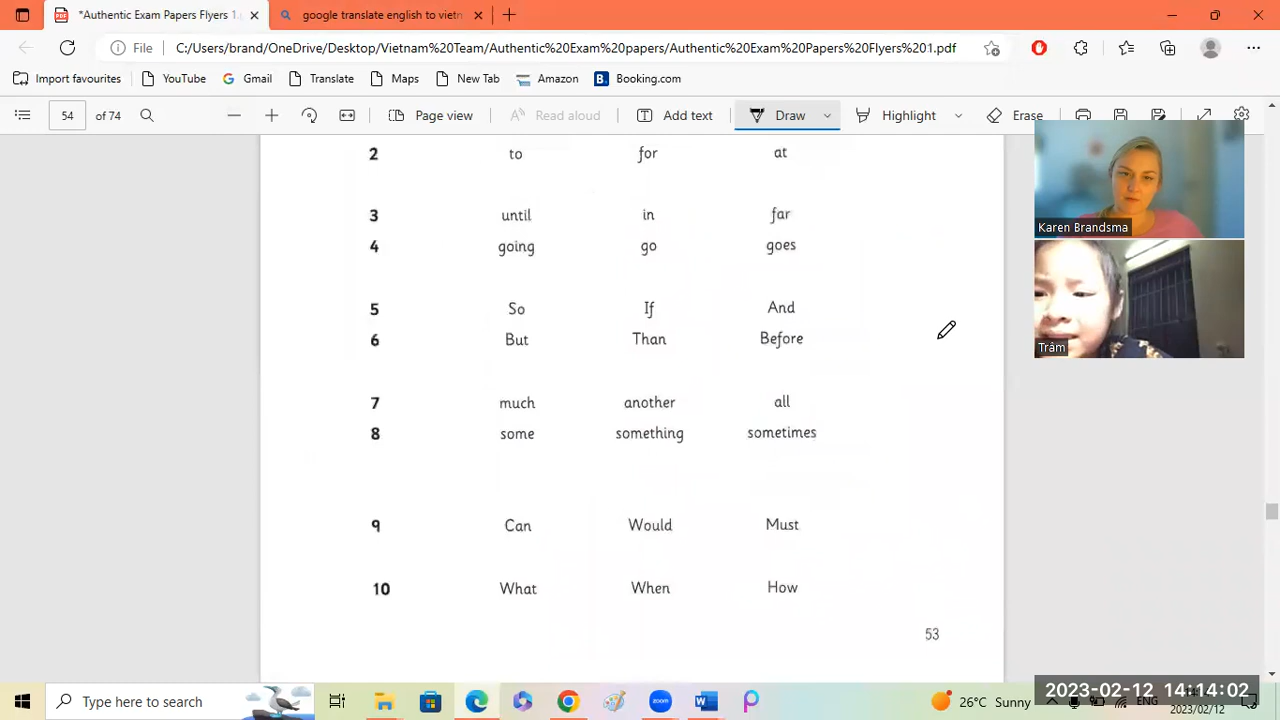 "Authentic Exam Papers Flyers 1.
google translate english to vietn
File
C:/Users/brand/OneDrive/Desktop/Vietnam%20Team/Authentic%20Exam%20papers/Authentic%20Exam%20Papers%20Flyers%201.pdf
Import favourites
YouTube
Gmail
Translate
Maps
New Tab
Amazon
Booking.com
54 of 74
Page view
Read aloud
Add text
Draw
Highlight
Erase
2 to for at
3 until in far
4 going go goes
5 So If And
6 But Than Before
7 much another all
8 some something sometimes
9 Can Would Must
10 What When How
53
Karen Brandsma
Trâm
Type here to search
26°C Sunny
ENG
2023-02-12 14:14:02
2023/02/12